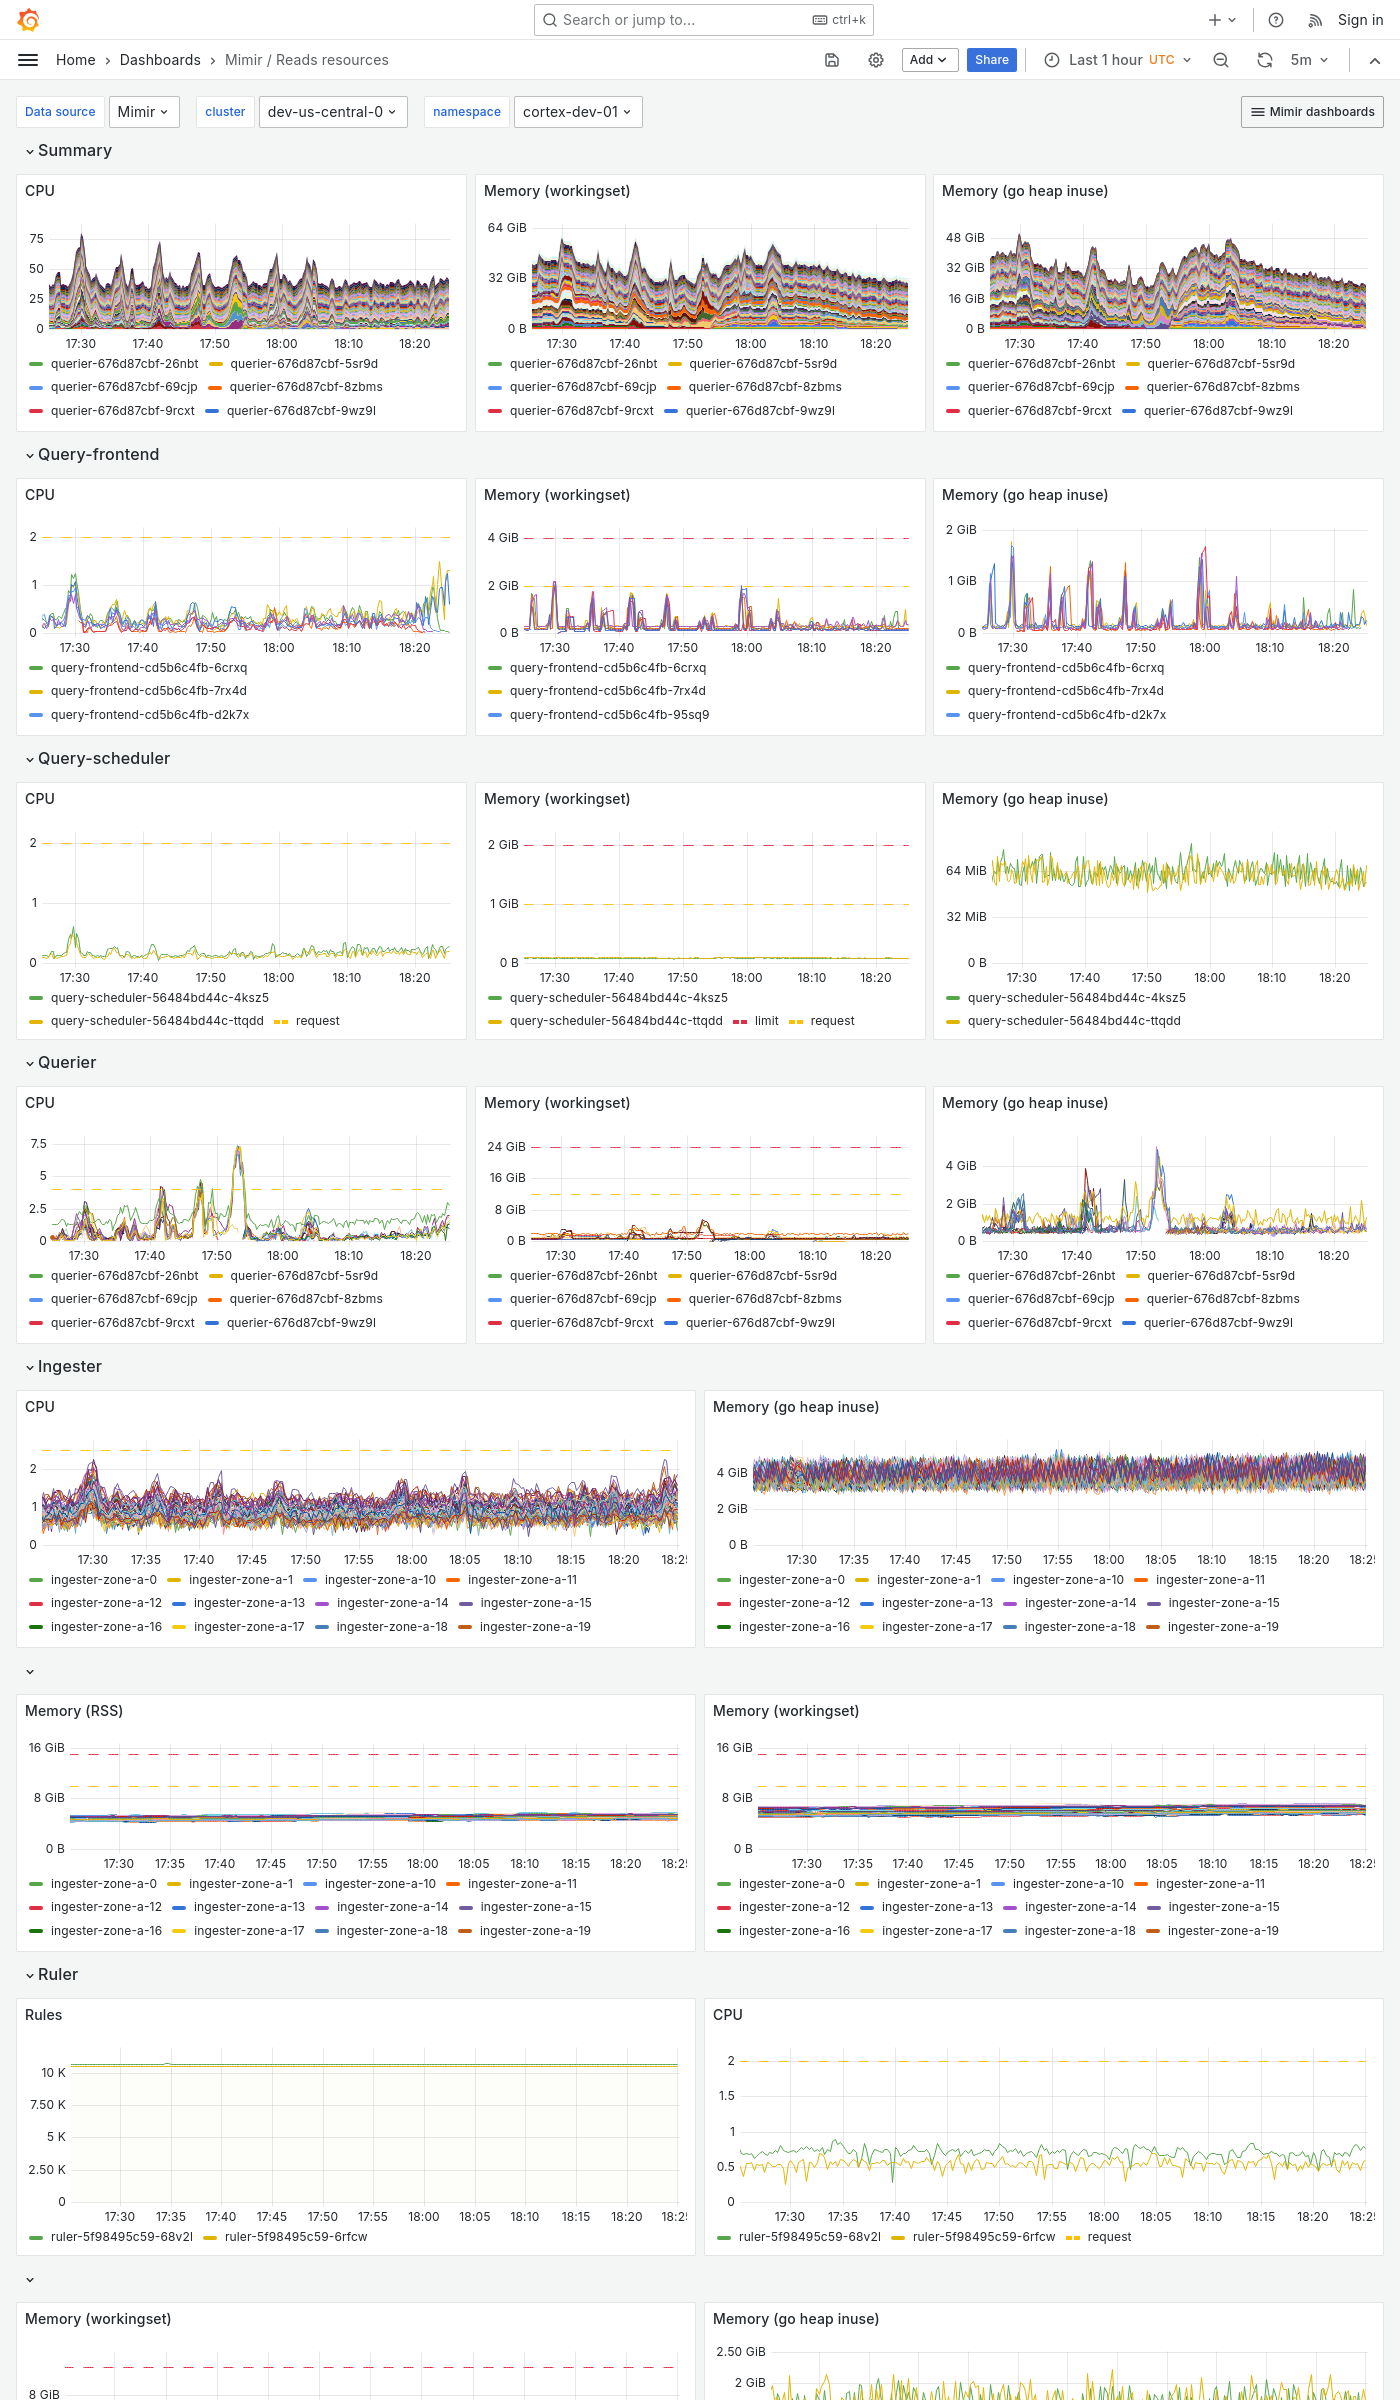 Search or jump to...
ctrl+k
Sign in
Home › Dashboards › Mimir / Reads resources
Add
Share
Last 1 hour UTC
5m
Data source Mimir cluster dev-us-central-0 namespace cortex-dev-01 Mimir dashboards
Summary
CPU
75
50
25
0
17:30 17:40 17:50 18:00 18:10 18:20
querier-676d87cbf-26nbt querier-676d87cbf-5sr9d
querier-676d87cbf-69cjp querier-676d87cbf-8zbms
querier-676d87cbf-9rcxt querier-676d87cbf-9wz9l
Memory (workingset)
64 GiB
32 GiB
0 B
17:30 17:40 17:50 18:00 18:10 18:20
querier-676d87cbf-26nbt querier-676d87cbf-5sr9d
querier-676d87cbf-69cjp querier-676d87cbf-8zbms
querier-676d87cbf-9rcxt querier-676d87cbf-9wz9l
Memory (go heap inuse)
48 GiB
32 GiB
16 GiB
0 B
17:30 17:40 17:50 18:00 18:10 18:20
querier-676d87cbf-26nbt querier-676d87cbf-5sr9d
querier-676d87cbf-69cjp querier-676d87cbf-8zbms
querier-676d87cbf-9rcxt querier-676d87cbf-9wz9l
Query-frontend
CPU
2
1
0
17:30 17:40 17:50 18:00 18:10 18:20
query-frontend-cd5b6c4fb-6crxq
query-frontend-cd5b6c4fb-7rx4d
query-frontend-cd5b6c4fb-d2k7x
Memory (workingset)
4 GiB
2 GiB
0 B
17:30 17:40 17:50 18:00 18:10 18:20
query-frontend-cd5b6c4fb-6crxq
query-frontend-cd5b6c4fb-7rx4d
query-frontend-cd5b6c4fb-95sq9
Memory (go heap inuse)
2 GiB
1 GiB
0 B
17:30 17:40 17:50 18:00 18:10 18:20
query-frontend-cd5b6c4fb-6crxq
query-frontend-cd5b6c4fb-7rx4d
query-frontend-cd5b6c4fb-d2k7x
Query-scheduler
CPU
2
1
0
17:30 17:40 17:50 18:00 18:10 18:20
query-scheduler-56484bd44c-4ksz5
query-scheduler-56484bd44c-ttqdd request
Memory (workingset)
2 GiB
1 GiB
0 B
17:30 17:40 17:50 18:00 18:10 18:20
query-scheduler-56484bd44c-4ksz5
query-scheduler-56484bd44c-ttqdd limit request
Memory (go heap inuse)
64 MiB
32 MiB
0 B
17:30 17:40 17:50 18:00 18:10 18:20
query-scheduler-56484bd44c-4ksz5
query-scheduler-56484bd44c-ttqdd
Querier
CPU
7.5
5
2.5
0
17:30 17:40 17:50 18:00 18:10 18:20
querier-676d87cbf-26nbt querier-676d87cbf-5sr9d
querier-676d87cbf-69cjp querier-676d87cbf-8zbms
querier-676d87cbf-9rcxt querier-676d87cbf-9wz9l
Memory (workingset)
24 GiB
16 GiB
8 GiB
0 B
17:30 17:40 17:50 18:00 18:10 18:20
querier-676d87cbf-26nbt querier-676d87cbf-5sr9d
querier-676d87cbf-69cjp querier-676d87cbf-8zbms
querier-676d87cbf-9rcxt querier-676d87cbf-9wz9l
Memory (go heap inuse)
4 GiB
2 GiB
0 B
17:30 17:40 17:50 18:00 18:10 18:20
querier-676d87cbf-26nbt querier-676d87cbf-5sr9d
querier-676d87cbf-69cjp querier-676d87cbf-8zbms
querier-676d87cbf-9rcxt querier-676d87cbf-9wz9l
Ingester
CPU
2
1
0
17:30 17:35 17:40 17:45 17:50 17:55 18:00 18:05 18:10 18:15 18:20 18:25
ingester-zone-a-0 ingester-zone-a-1 ingester-zone-a-10 ingester-zone-a-11
ingester-zone-a-12 ingester-zone-a-13 ingester-zone-a-14 ingester-zone-a-15
ingester-zone-a-16 ingester-zone-a-17 ingester-zone-a-18 ingester-zone-a-19
Memory (go heap inuse)
4 GiB
2 GiB
0 B
17:30 17:35 17:40 17:45 17:50 17:55 18:00 18:05 18:10 18:15 18:20 18:25
ingester-zone-a-0 ingester-zone-a-1 ingester-zone-a-10 ingester-zone-a-11
ingester-zone-a-12 ingester-zone-a-13 ingester-zone-a-14 ingester-zone-a-15
ingester-zone-a-16 ingester-zone-a-17 ingester-zone-a-18 ingester-zone-a-19
Memory (RSS)
16 GiB
8 GiB
0 B
17:30 17:35 17:40 17:45 17:50 17:55 18:00 18:05 18:10 18:15 18:20 18:25
ingester-zone-a-0 ingester-zone-a-1 ingester-zone-a-10 ingester-zone-a-11
ingester-zone-a-12 ingester-zone-a-13 ingester-zone-a-14 ingester-zone-a-15
ingester-zone-a-16 ingester-zone-a-17 ingester-zone-a-18 ingester-zone-a-19
Memory (workingset)
16 GiB
8 GiB
0 B
17:30 17:35 17:40 17:45 17:50 17:55 18:00 18:05 18:10 18:15 18:20 18:25
ingester-zone-a-0 ingester-zone-a-1 ingester-zone-a-10 ingester-zone-a-11
ingester-zone-a-12 ingester-zone-a-13 ingester-zone-a-14 ingester-zone-a-15
ingester-zone-a-16 ingester-zone-a-17 ingester-zone-a-18 ingester-zone-a-19
Ruler
Rules
10 K
7.50 K
5 K
2.50 K
0
17:30 17:35 17:40 17:45 17:50 17:55 18:00 18:05 18:10 18:15 18:20 18:25
ruler-5f98495c59-68v2l ruler-5f98495c59-6rfcw
CPU
2
1.5
1
0.5
0
17:30 17:35 17:40 17:45 17:50 17:55 18:00 18:05 18:10 18:15 18:20 18:25
ruler-5f98495c59-68v2l ruler-5f98495c59-6rfcw request
Memory (workingset)
8 GiB
Memory (go heap inuse)
2.50 GiB
2 GiB